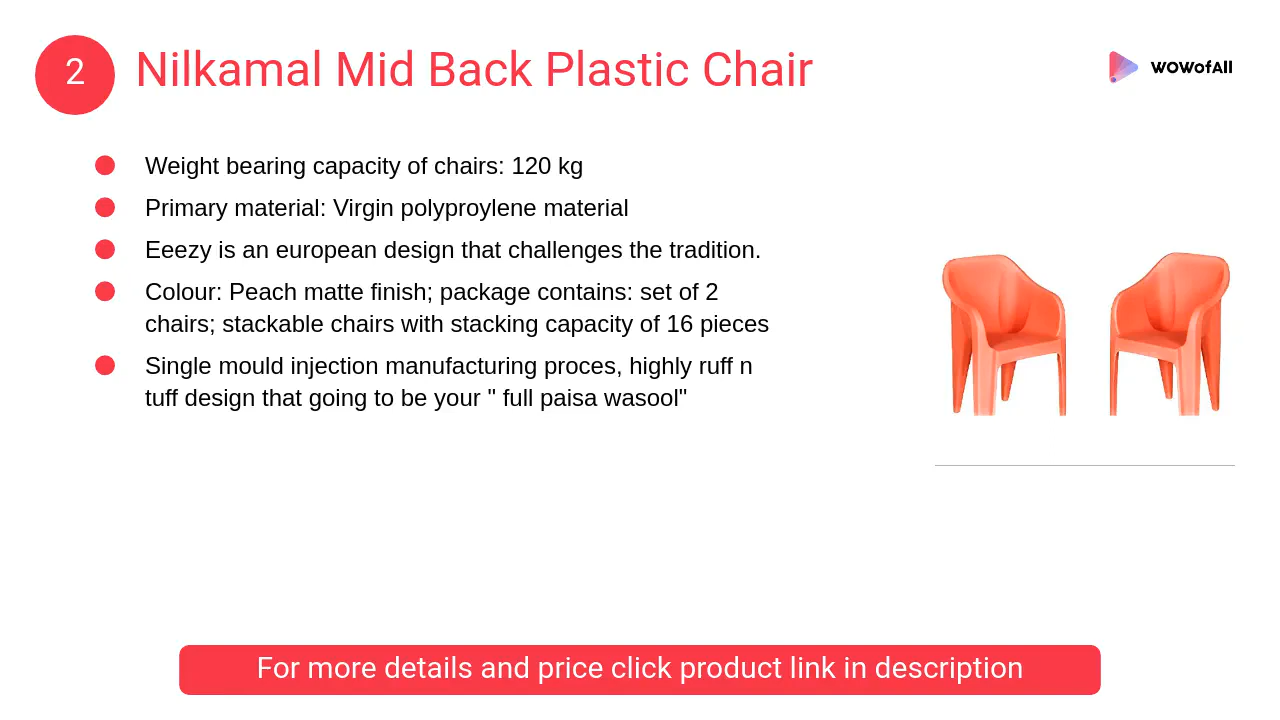 2
Nilkamal Mid Back Plastic Chair
WOWofAll
Weight bearing capacity of chairs: 120 kg
Primary material: Virgin polyproylene material
Eeezy is an european design that challenges the tradition.
Colour: Peach matte finish; package contains: set of 2
chairs; stackable chairs with stacking capacity of 16 pieces
Single mould injection manufacturing proces, highly ruff n
tuff design that going to be your " full paisa wasool"
For more details and price click product link in description